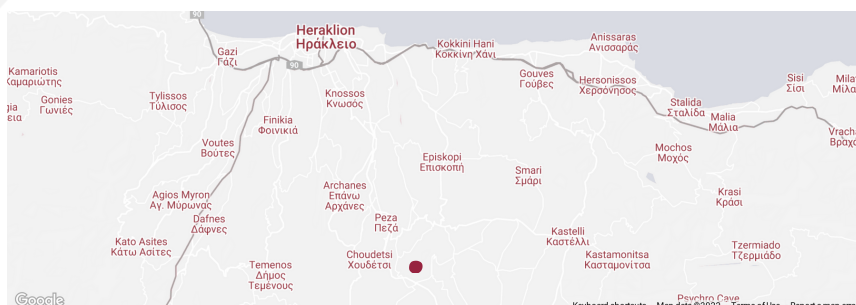 Heraklion
Ηράκλειο
Gazi
Γάζι
90
90
Kokkini Hani
Κοκκίνη Χάνι
Anissaras
Ανισσαράς
Kamariotis
Καμαριώτης
Gonies
Γωνιές
Tylissos
Τύλισος
Knossos
Κνωσός
Gouves
Γούβες
Hersonissos
Χερσόνησος
Stalida
Σταλίδα
Malia
Μάλια
Sisi
Σίσι
Finikia
Φοινικιά
Voutes
Βούτες
Episkopi
Επισκοπή
Smari
Σμάρι
Mochos
Μοχός
Agios Myron
Αγ. Μύρωνας
Archanes
Επάνω
Αρχάνες
Krasi
Κράσι
Dafnes
Δάφνες
Peza
Πεζά
Kato Asites
Κάτω Ασίτες
Choudetsi
Χουδέτσι
Kastelli
Καστέλλι
Kastamonitsa
Κασταμονίτσα
Tzermiado
Τζερμιάδο
Temenos
Δήμος
Τεμένους
Psychro Cave
Google